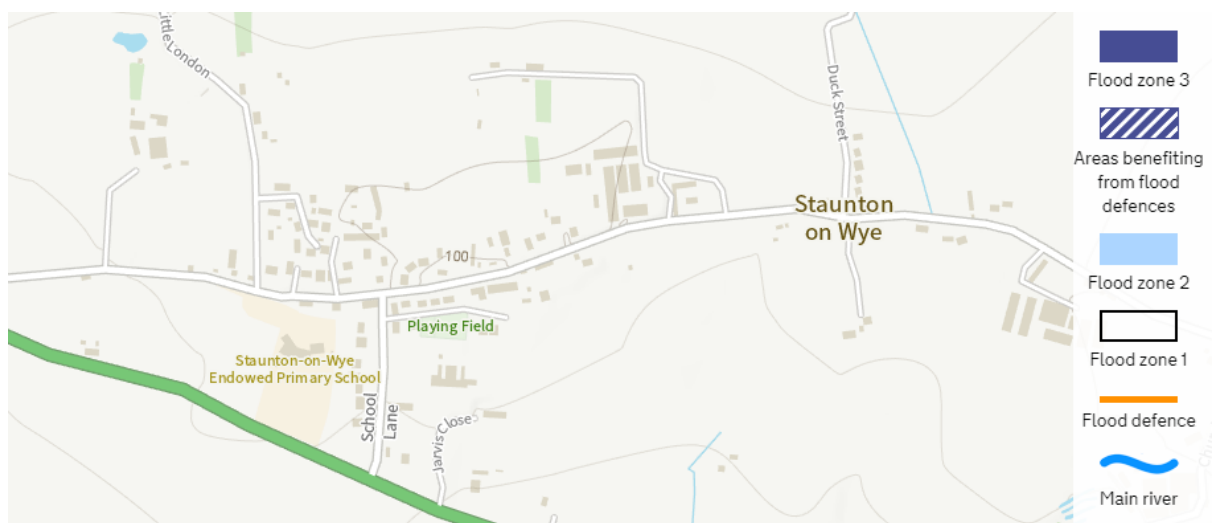 Little London
Duck Street
Staunton
on Wye
100
Playing Field
Staunton-on-Wye
Endowed Primary School
School
Lane
Jarvis Close
Flood zone 3
Areas benefiting
from flood
defences
Flood zone 2
Flood zone 1
Flood defence
Main river